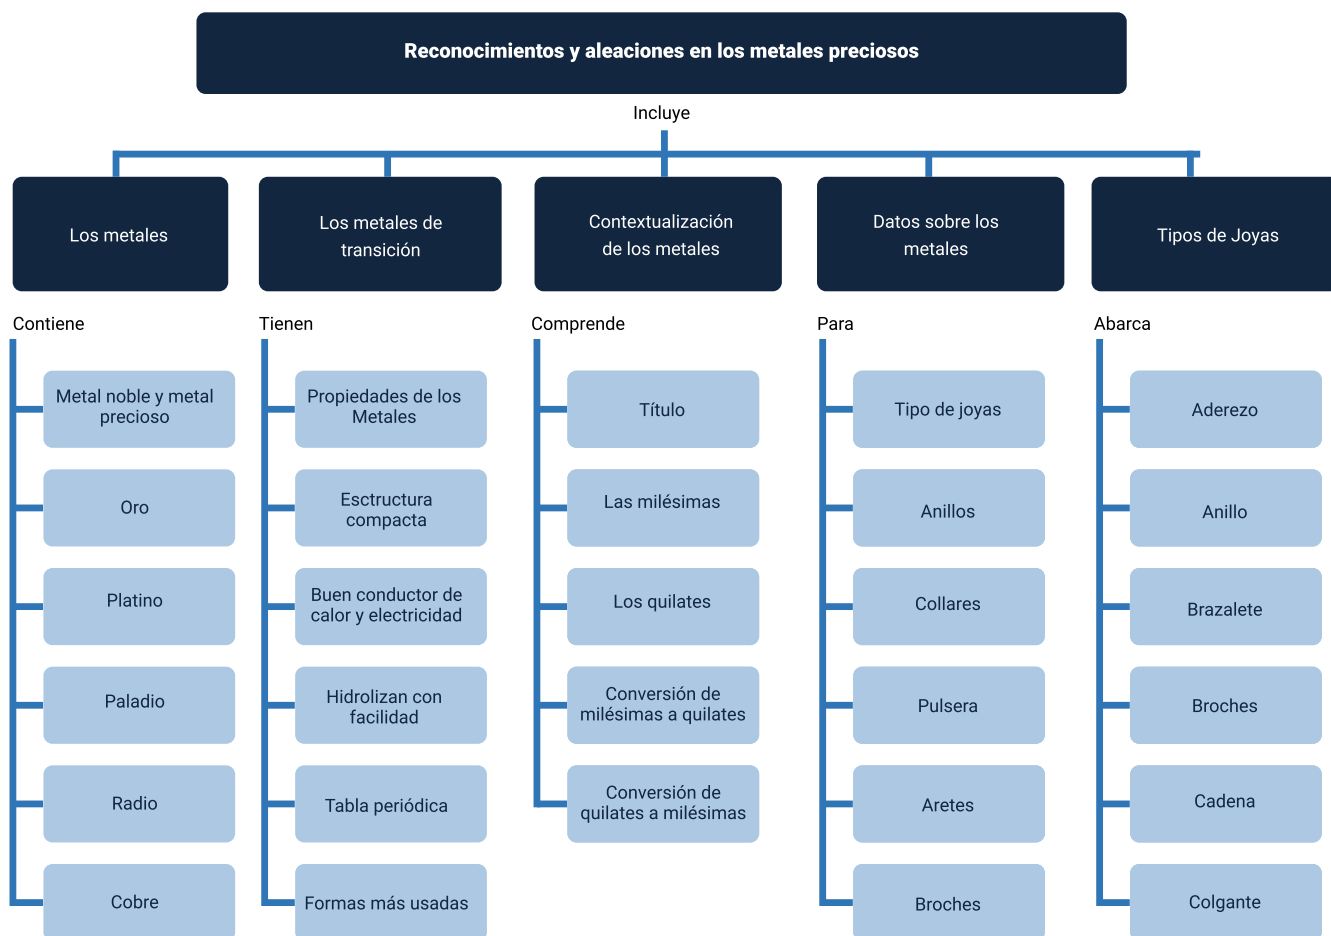 Reconocimientos y aleaciones en los metales preciosos
Incluye
Los metales
Los metales de
transición
Contextualización
de los metales
Datos sobre los
metales
Tipos de Joyas
Contiene
Metal noble y metal
precioso
Oro
Platino
Paladio
Radio
Cobre
Tienen
Propiedades de los
Metales
Esctructura
compacta
Buen conductor de
calor y electricidad
Hidrolizan con
facilidad
Tabla periódica
Formas más usadas
Comprende
Título
Las milésimas
Los quilates
Conversión de
milésimas a quilates
Conversión de
quilates a milésimas
Para
Tipo de joyas
Anillos
Collares
Pulsera
Aretes
Broches
Abarca
Aderezo
Anillo
Brazalete
Broches
Cadena
Colgante